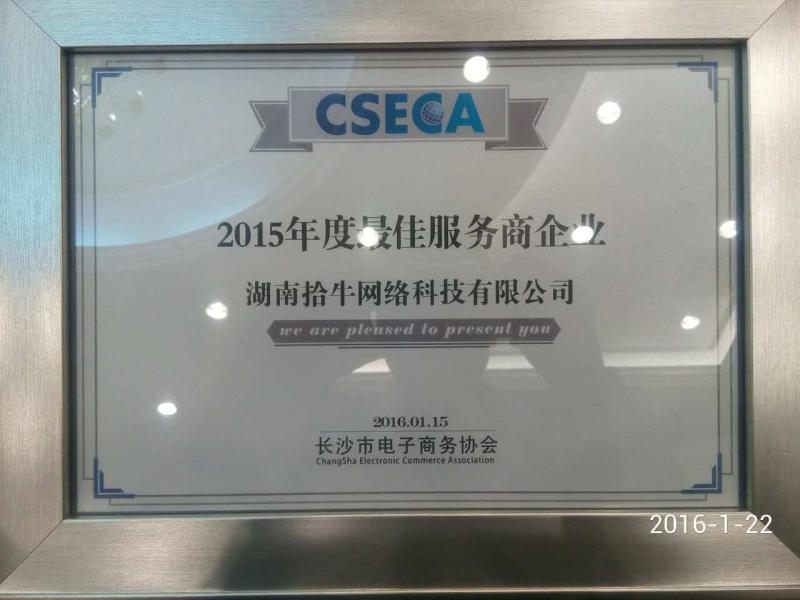 CSECA
2015年度最佳服务商企业
湖南拾牛网络科技有限公司
we are pleased to present you
2016.01.15
长沙市电子商务协会
ChangSha Electronic Commerce Association
2016-1-22